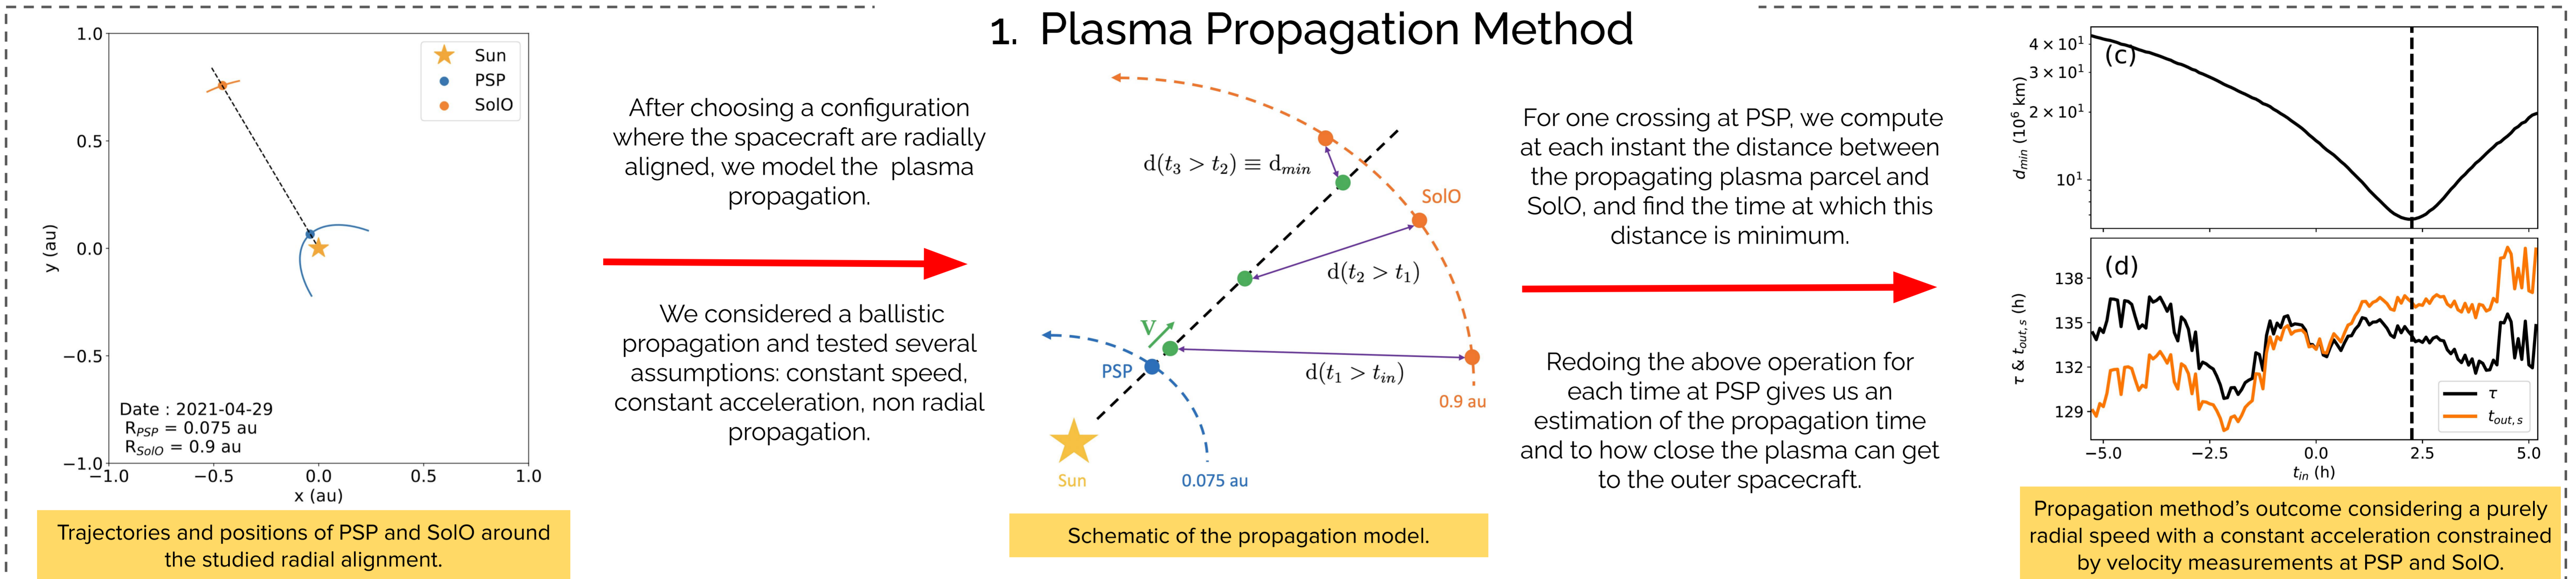 1. Plasma Propagation Method
1.0
0.5
0.0
−0.5
−1.0
y (au)
Sun
PSP
SolO
Date : 2021-04-29
R_PSP = 0.075 au
R_SolO = 0.9 au
−1.0 −0.5 0.0 0.5 1.0
x (au)
Trajectories and positions of PSP and SolO around
the studied radial alignment.
After choosing a configuration
where the spacecraft are radially
aligned, we model the plasma
propagation.
We considered a ballistic
propagation and tested several
assumptions: constant speed,
constant acceleration, non radial
propagation.
d(t₃ > t₂) ≡ d_min
SolO
d(t₂ > t₁)
V
PSP
d(t₁ > t_in)
0.9 au
Sun
0.075 au
Schematic of the propagation model.
For one crossing at PSP, we compute
at each instant the distance between
the propagating plasma parcel and
SolO, and find the time at which this
distance is minimum.
Redoing the above operation for
each time at PSP gives us an
estimation of the propagation time
and to how close the plasma can get
to the outer spacecraft.
(c)
4 × 10¹
3 × 10¹
2 × 10¹
10¹
d_min (10⁶ km)
(d)
138
135
132
129
τ & t_out,s (h)
τ
t_out,s
−5.0 −2.5 0.0 2.5 5.0
t_in (h)
Propagation method's outcome considering a purely
radial speed with a constant acceleration constrained
by velocity measurements at PSP and SolO.